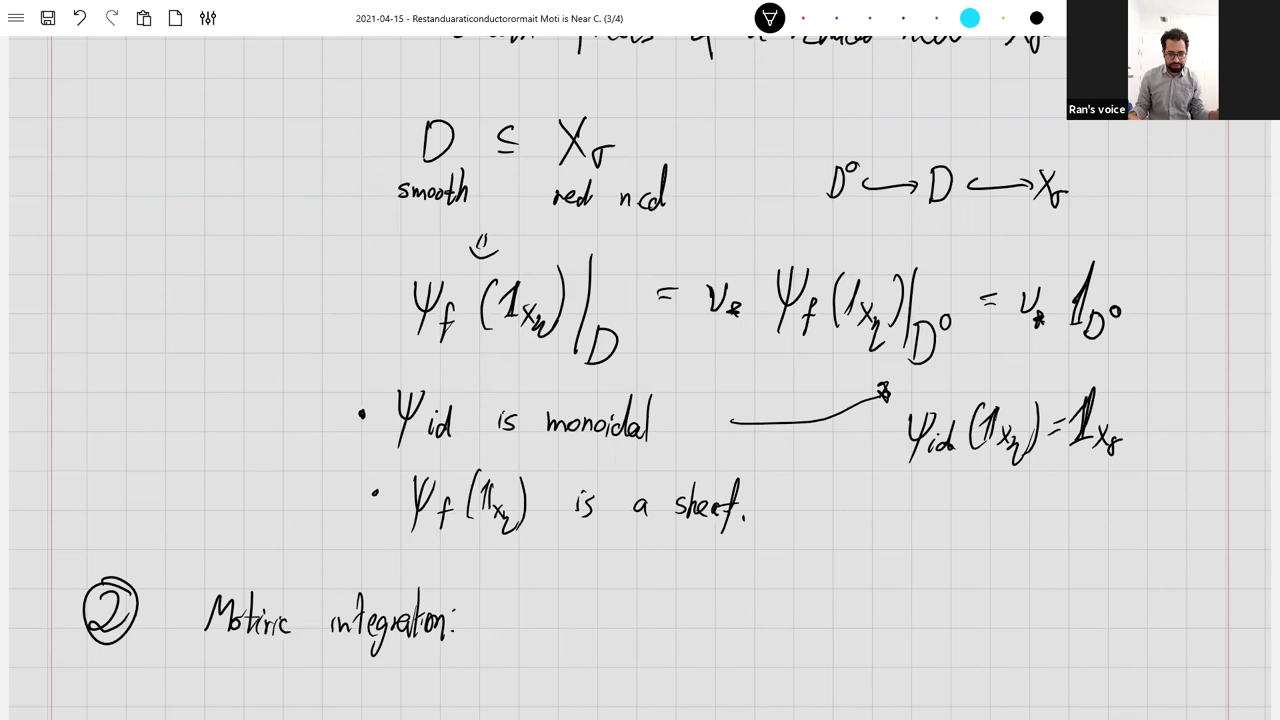 2021-04-15 - Restanduaraticonductorormait Moti is Near C. (3/4)
Ran's voice
D ⊆ X_σ
smooth red ncd
D° ↪ D ↪ X_σ
Ψ_f (𝟙_{X_η})|_D = ν_* Ψ_f (𝟙_{X_η})|_{D°} = ν_* 𝟙_{D°}
• Ψ_id is monoidal → Ψ_id (𝟙_{X_η}) = 𝟙_{X_σ}
• Ψ_f (𝟙_{X_η}) is a sheaf.
② Motivic integration: